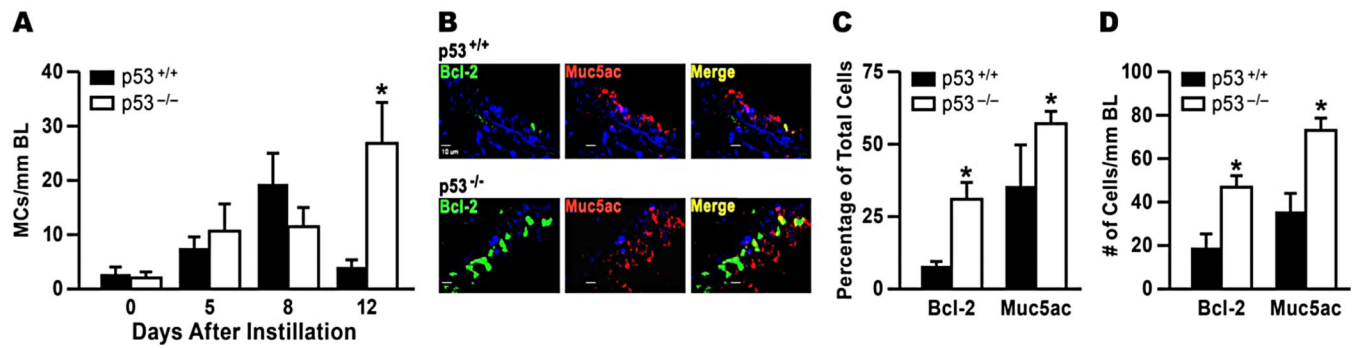 A
MCs/mm BL
40
30
20
10
0
p53 +/+
p53 −/−
*
0 5 8 12
Days After Instillation
B
p53 +/+
Bcl-2 Muc5ac Merge
10 µm
p53 -/-
Bcl-2 Muc5ac Merge
C
Percentage of Total Cells
75
50
25
0
p53 +/+
p53 −/−
* *
Bcl-2 Muc5ac
D
# of Cells/mm BL
100
80
60
40
20
0
p53 +/+
p53 −/−
* *
Bcl-2 Muc5ac